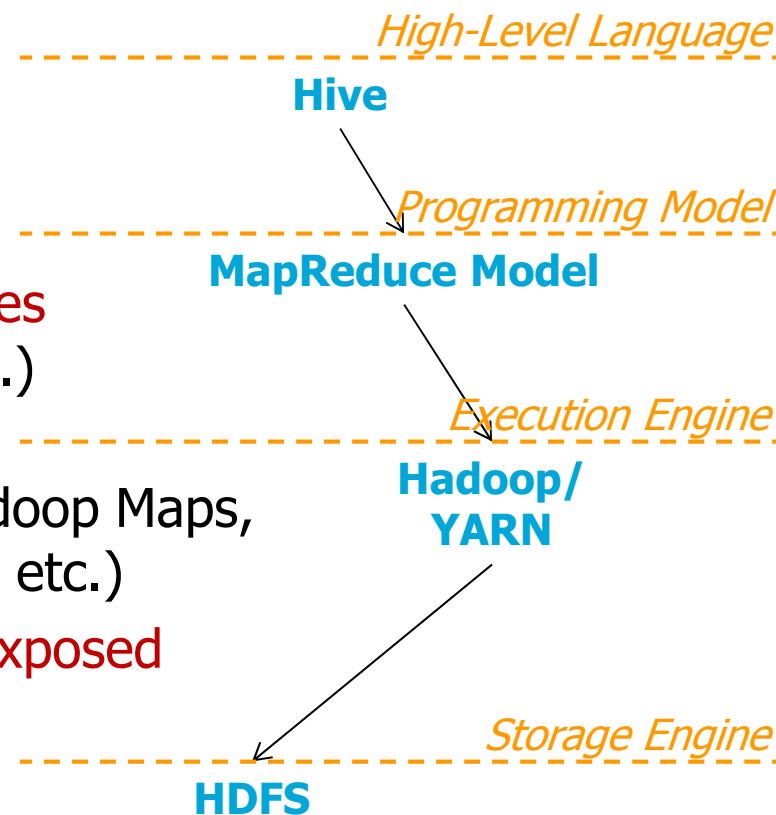 High-Level Language
Hive
Programming Model
MapReduce Model
es
.)
Execution Engine
Hadoop/
YARN
doop Maps,
etc.)
xposed
Storage Engine
HDFS